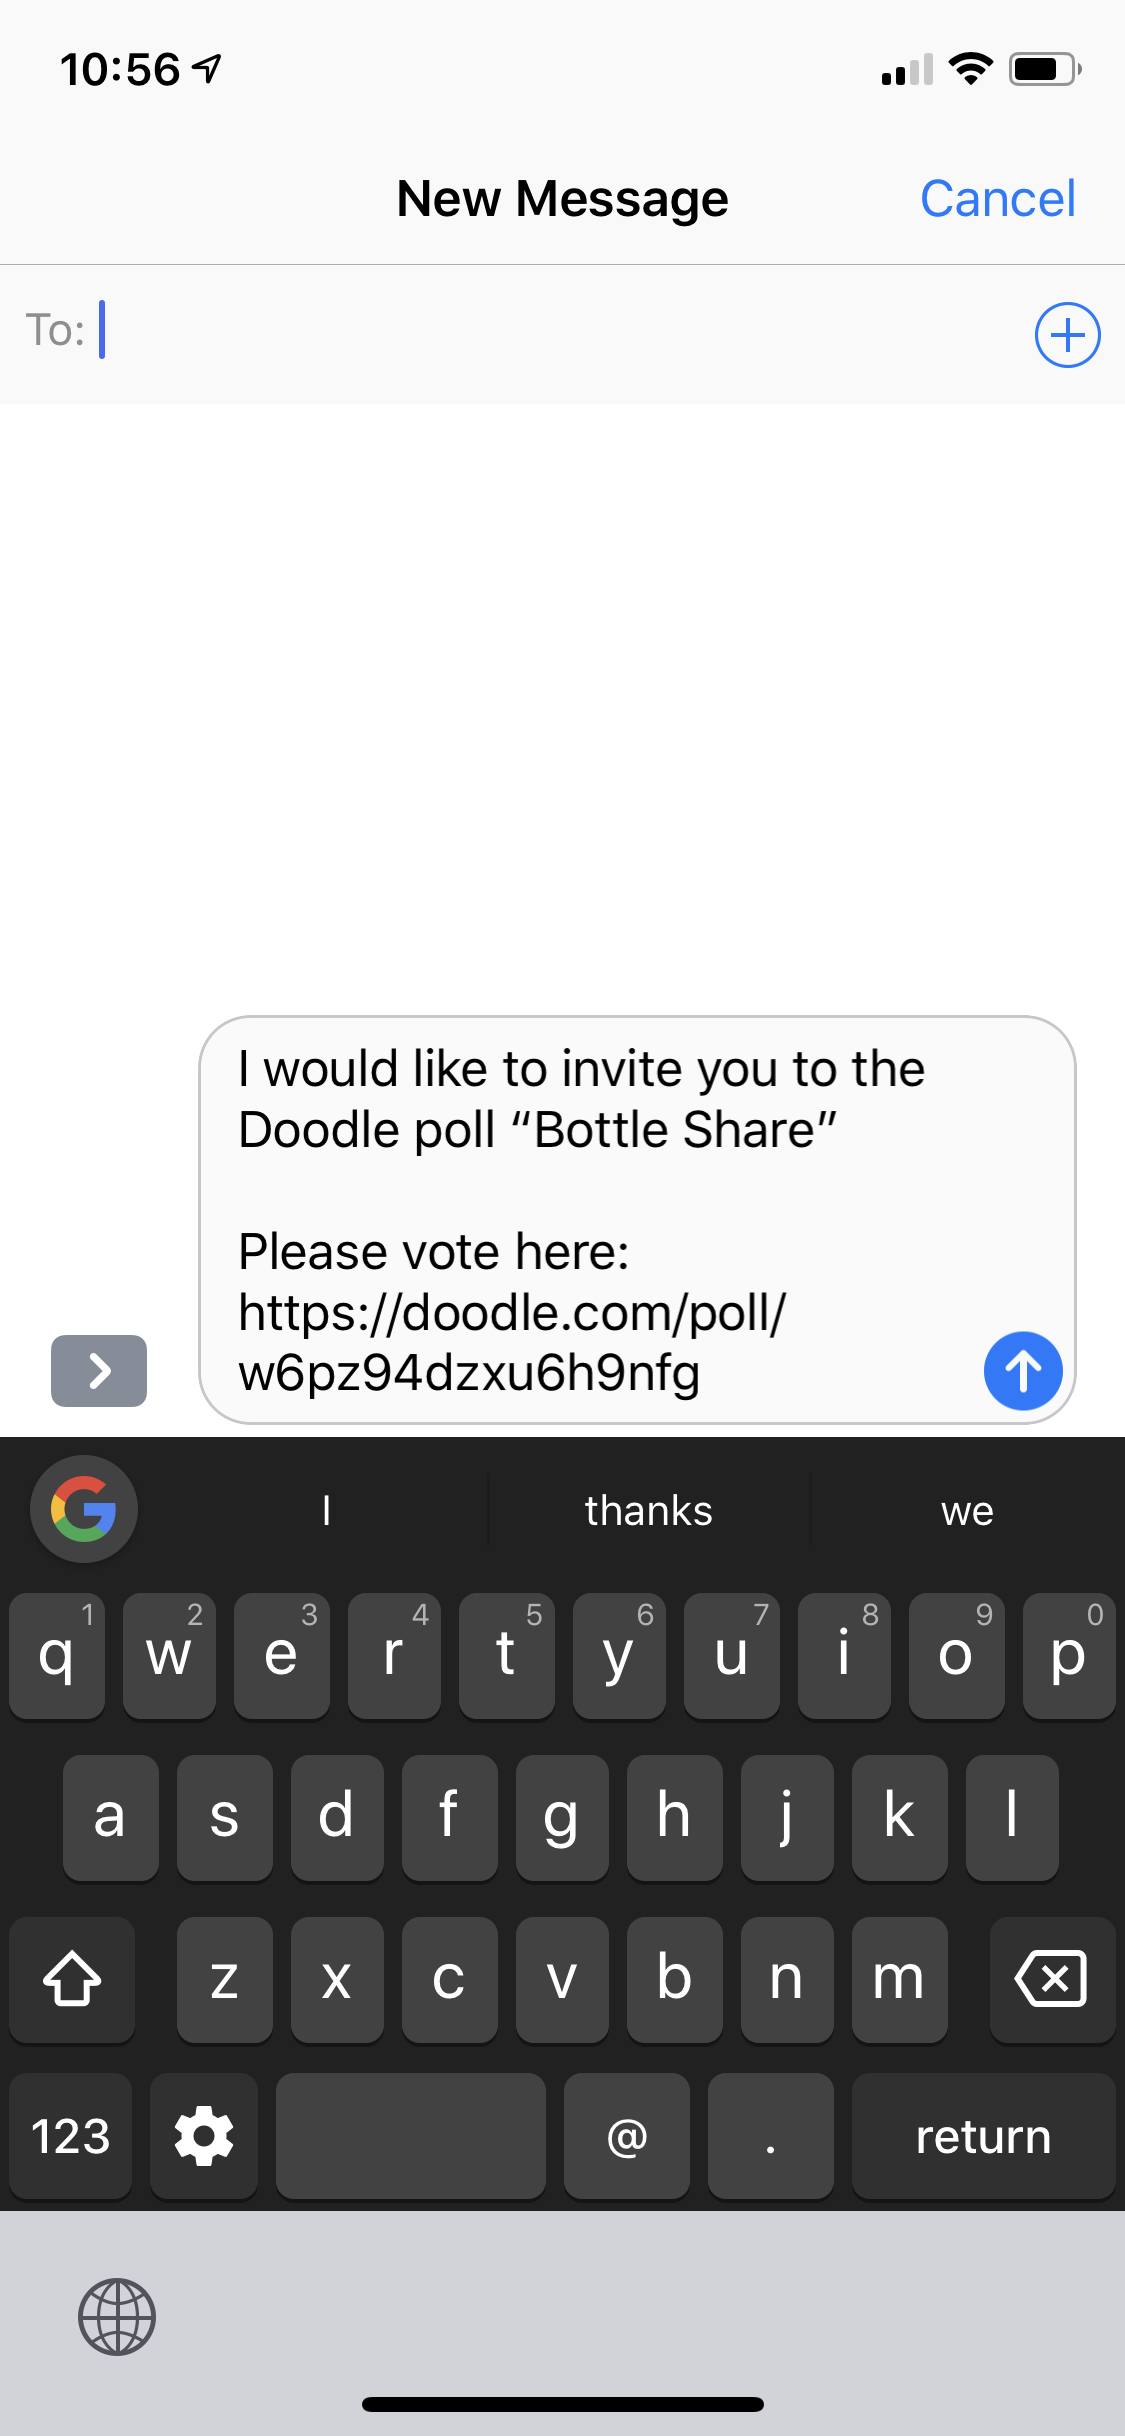 10:56
New Message
Cancel
To:
I would like to invite you to the
Doodle poll “Bottle Share”
Please vote here:
https://doodle.com/poll/
w6pz94dzxu6h9nfg
I thanks we
1 2 3 4 5 6 7 8 9 0
q w e r t y u i o p
a s d f g h j k l
z x c v b n m
123 @ . return